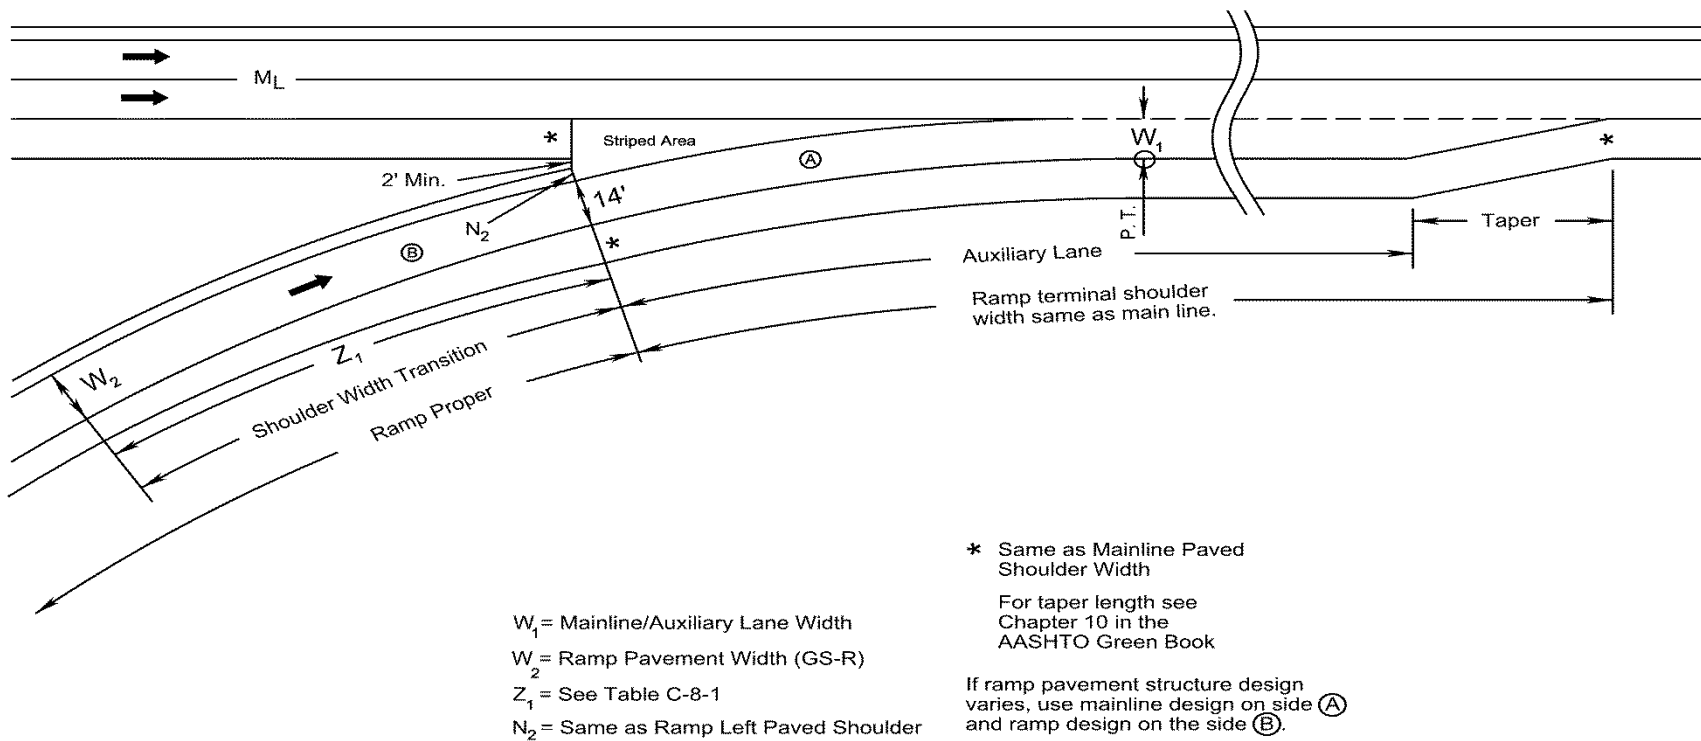 M_L
*
Striped Area
A
W_1
*
2' Min.
N_2
14'
*
B
P.T.
Taper
Auxiliary Lane
Ramp terminal shoulder
width same as main line.
Z_1
W_2
Shoulder Width Transition
Ramp Proper
* Same as Mainline Paved
Shoulder Width
For taper length see
Chapter 10 in the
AASHTO Green Book
W_1 = Mainline/Auxiliary Lane Width
W_2 = Ramp Pavement Width (GS-R)
Z_1 = See Table C-8-1
N_2 = Same as Ramp Left Paved Shoulder
If ramp pavement structure design
varies, use mainline design on side A
and ramp design on the side B.